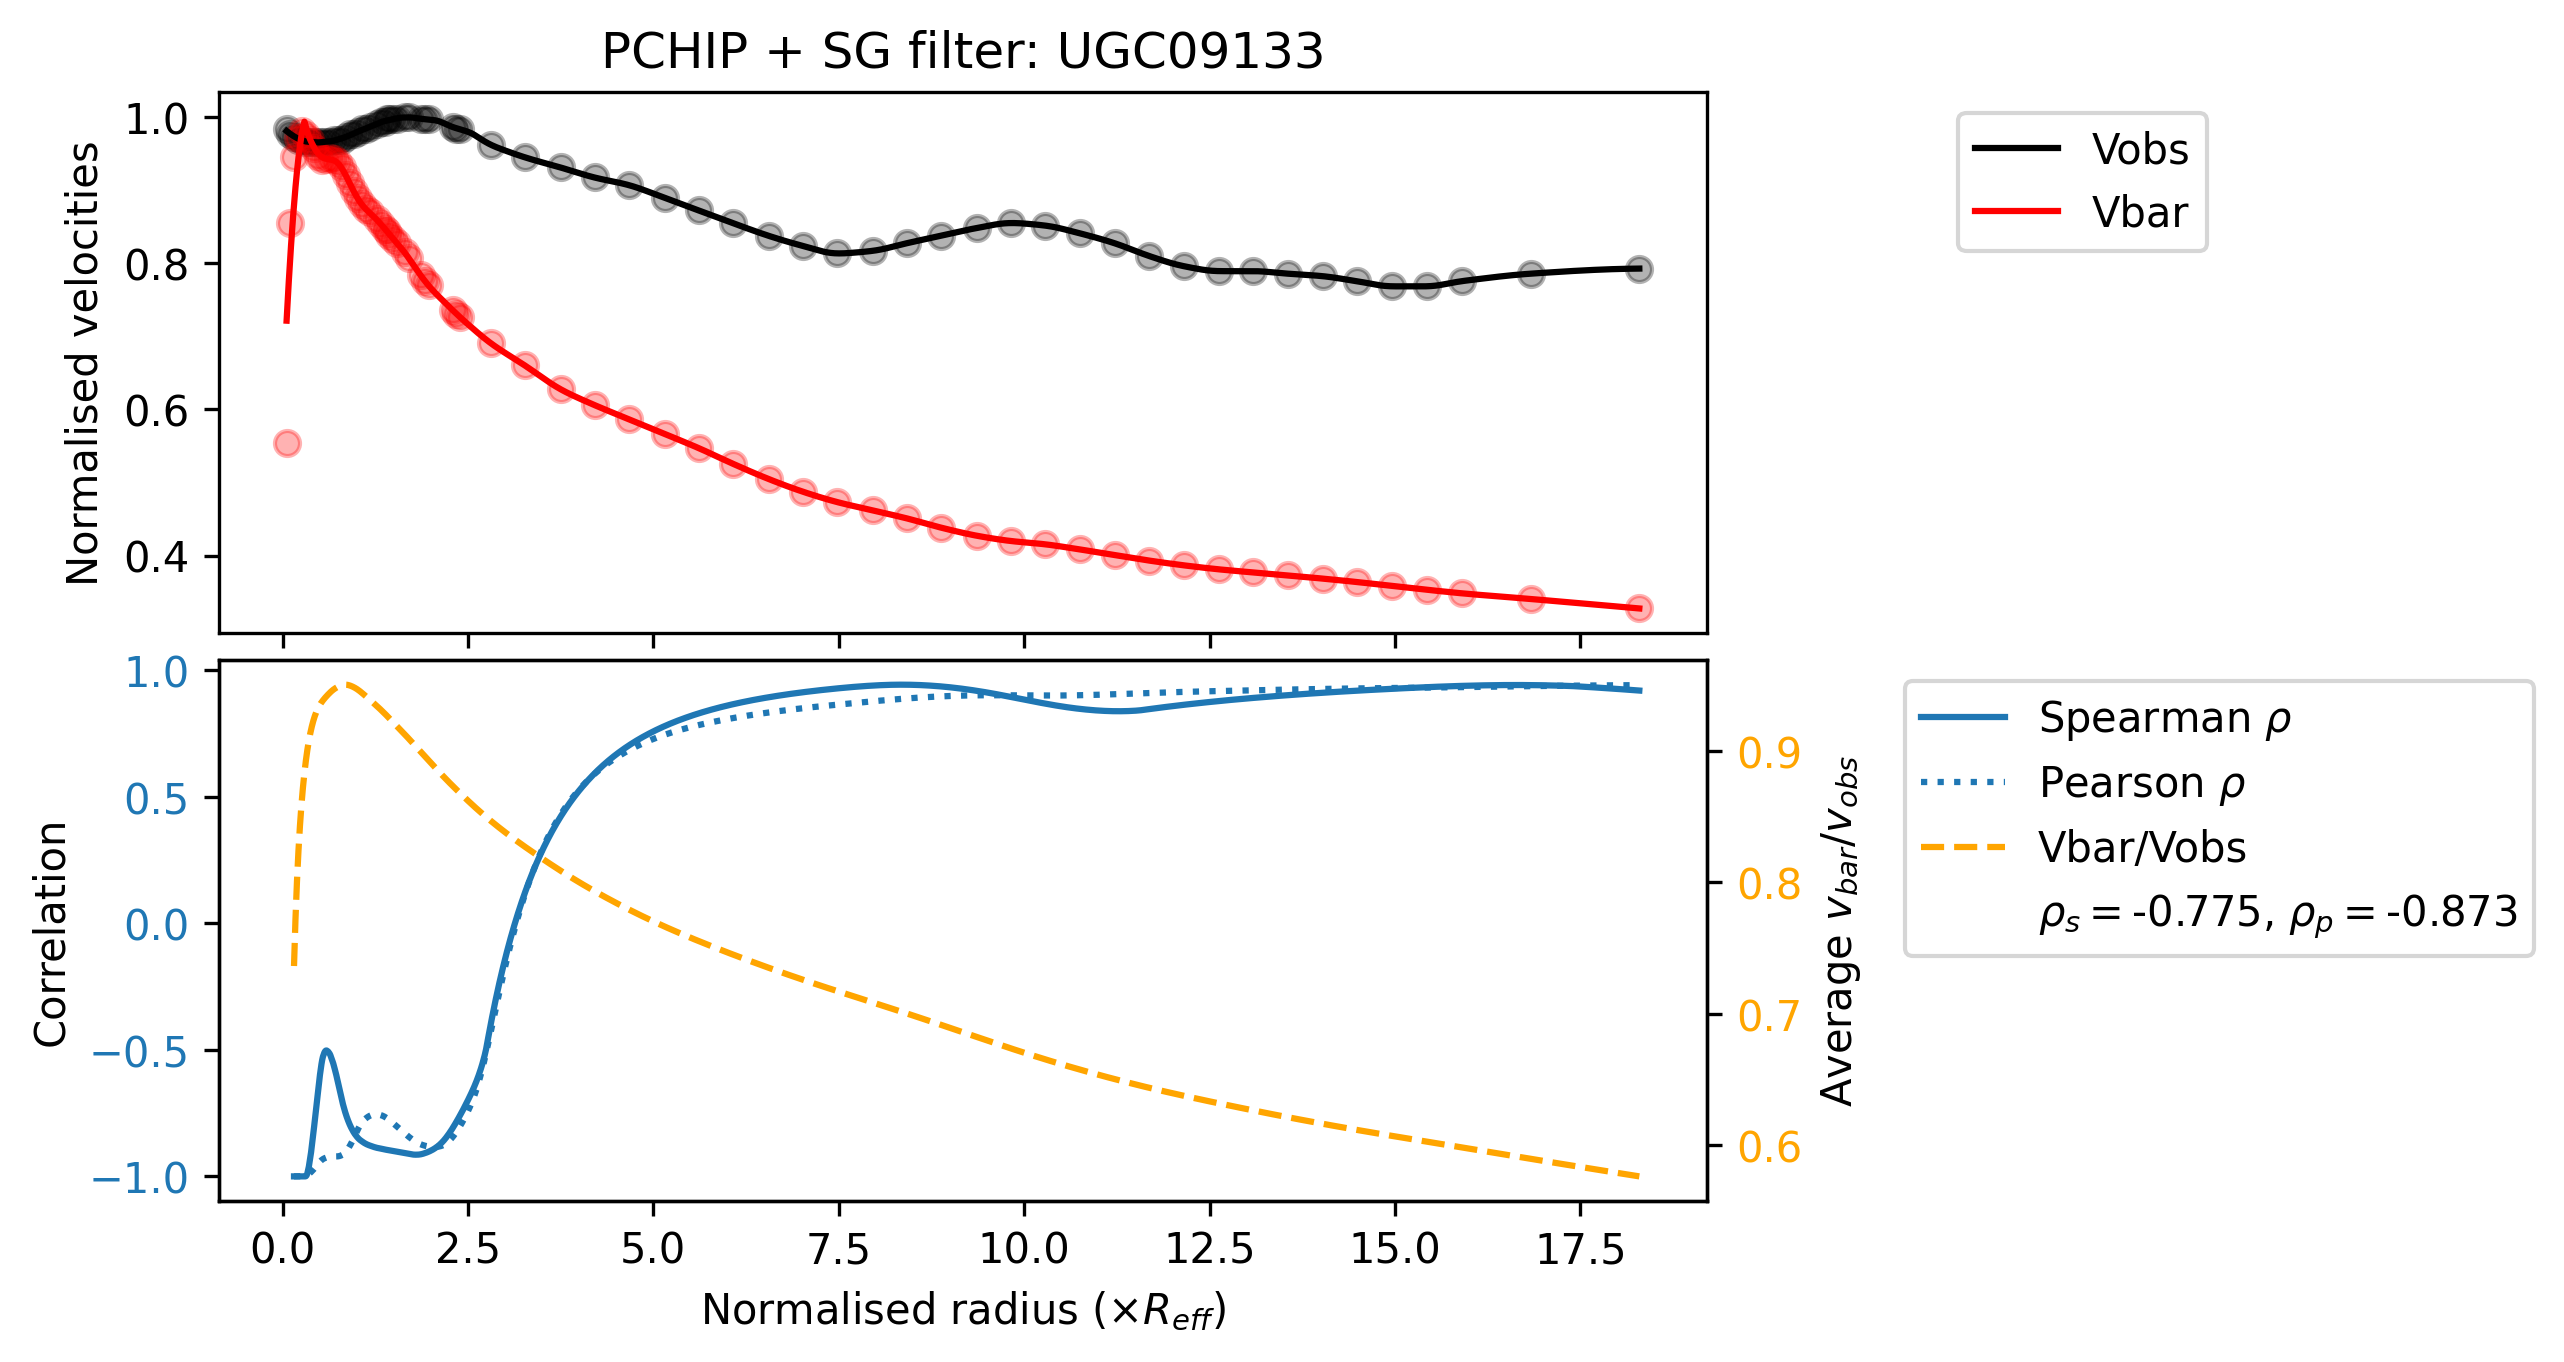 PCHIP + SG filter: UGC09133
Normalised velocities
1.0
0.8
0.6
0.4
Vobs
Vbar
Correlation
1.0
0.5
0.0
−0.5
−1.0
0.9
0.8
0.7
0.6
Average v_bar/v_obs
Spearman ρ
Pearson ρ
Vbar/Vobs
ρ_s = -0.775, ρ_p = -0.873
0.0 2.5 5.0 7.5 10.0 12.5 15.0 17.5
Normalised radius (×R_eff)